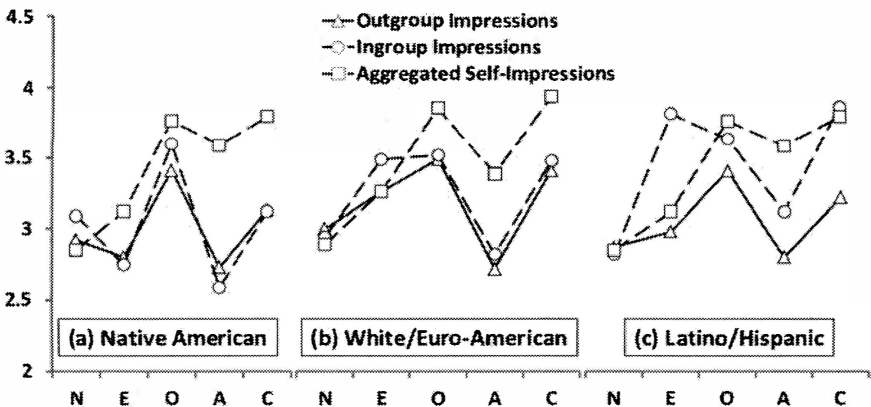 4.5
Outgroup Impressions
Ingroup Impressions
Aggregated Self-Impressions
4
3.5
3
2.5
(a) Native American (b) White/Euro-American (c) Latino/Hispanic
2
N E O A C N E O A C N E O A C